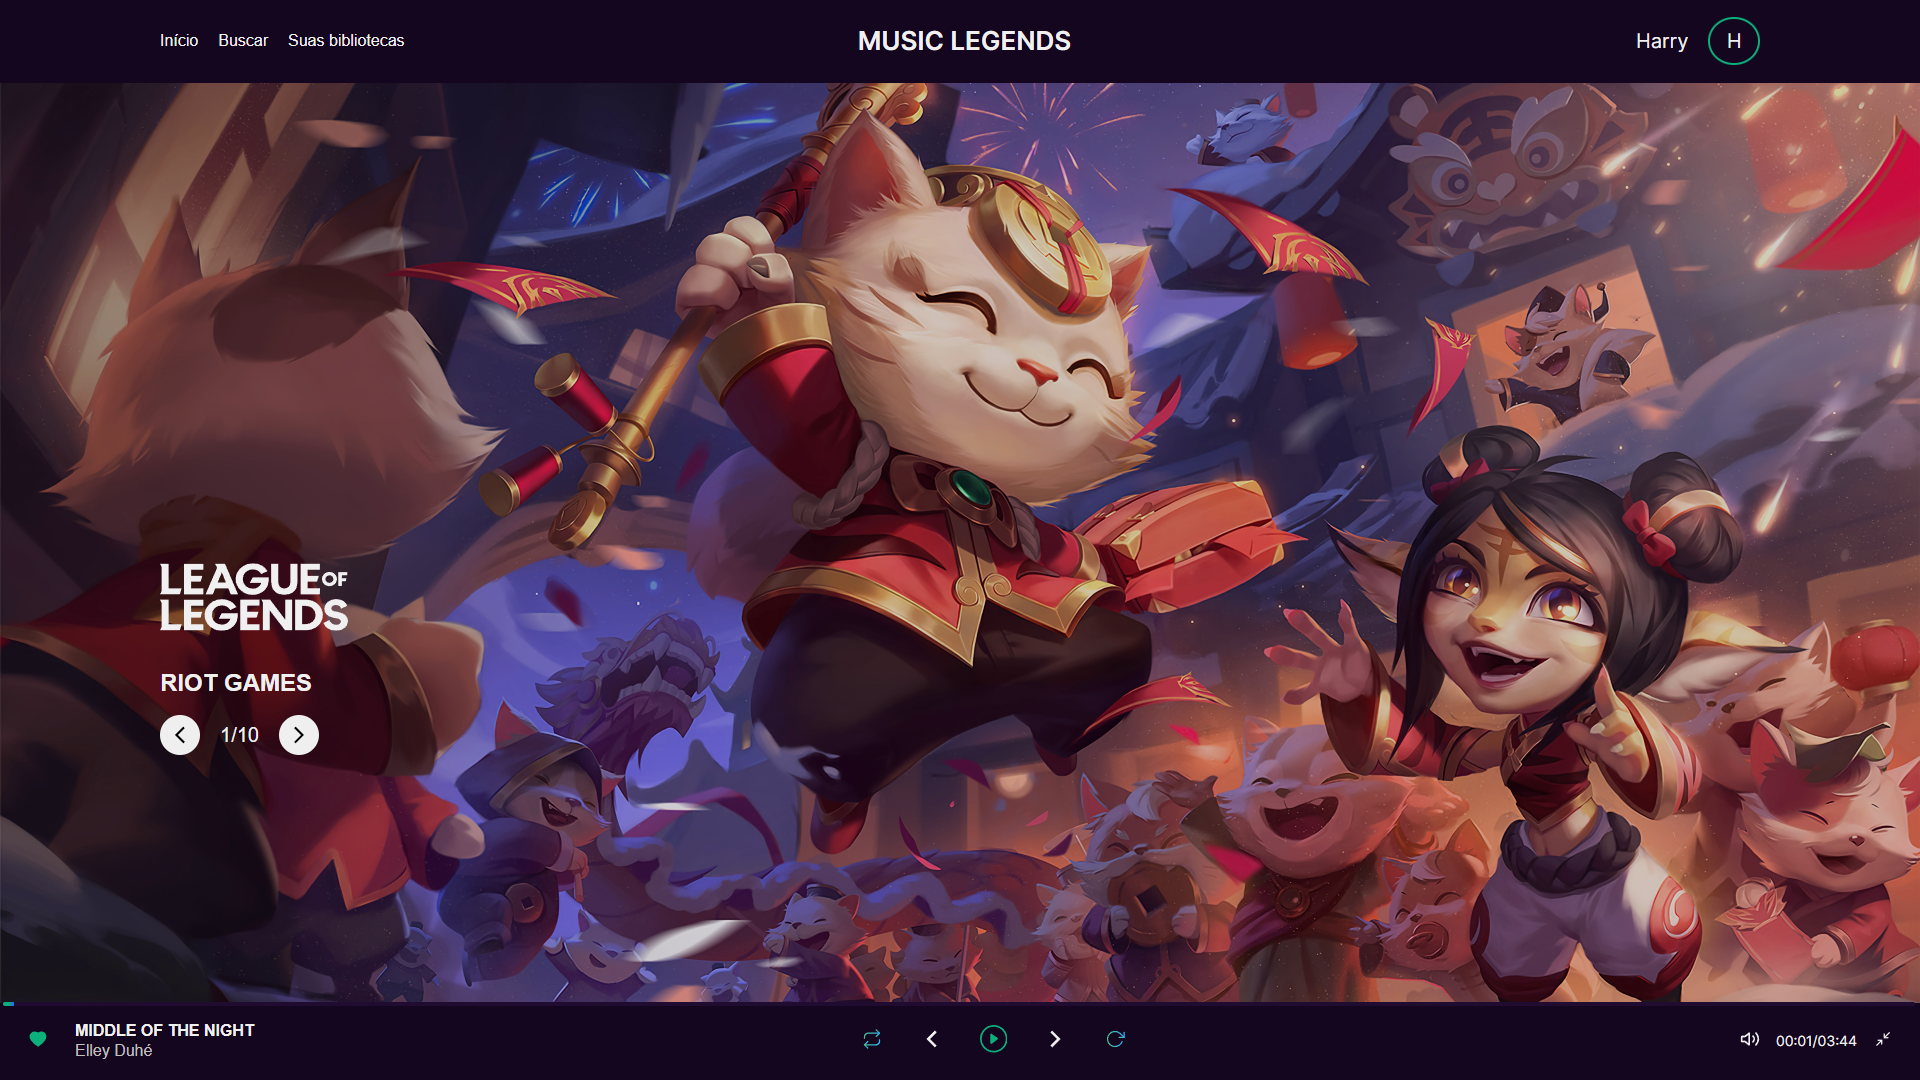 Início Buscar Suas bibliotecas
MUSIC LEGENDS
Harry H
LEAGUE OF
LEGENDS
RIOT GAMES
1/10
MIDDLE OF THE NIGHT
Elley Duhé
00:01/03:44